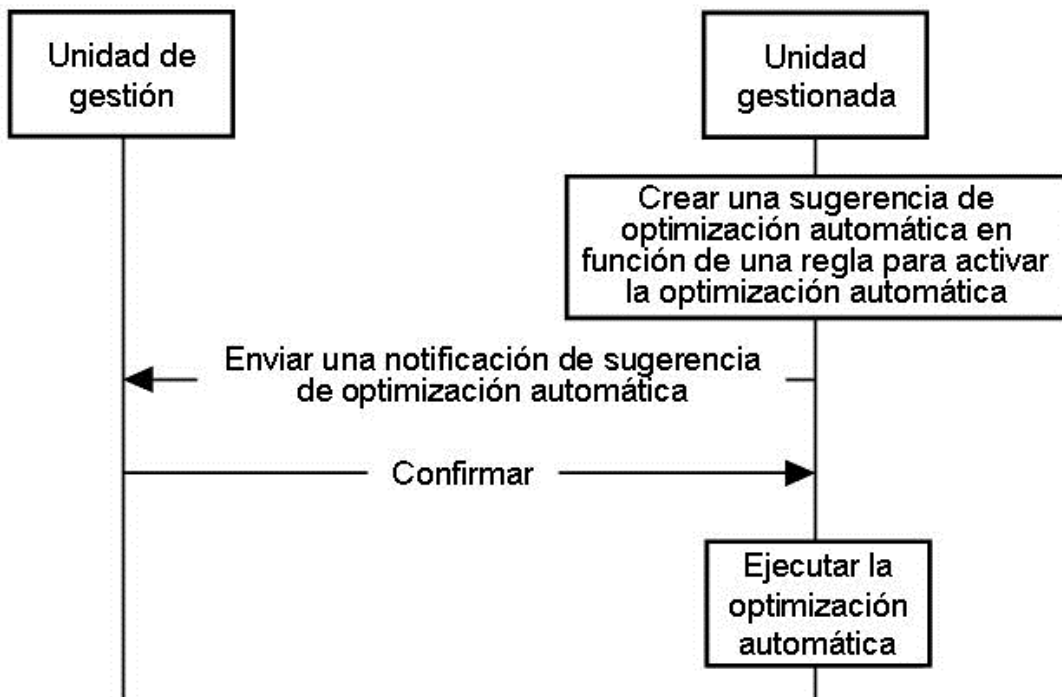 Unidad de
gestión
Unidad
gestionada
Crear una sugerencia de
optimización automática en
función de una regla para activar
la optimización automática
Enviar una notificación de sugerencia
de optimización automática
Confirmar
Ejecutar la
optimización
automática